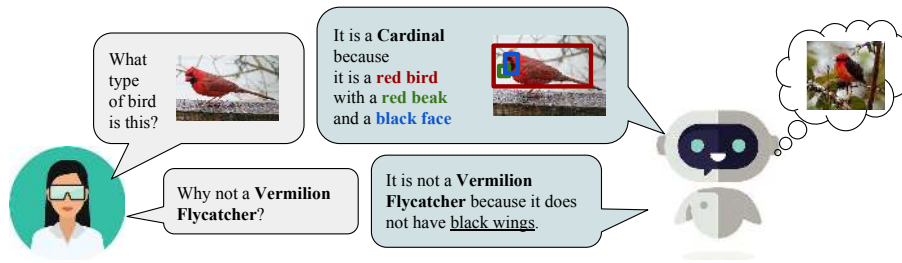 What
type
of bird
is this?
It is a Cardinal
because
it is a red bird
with a red beak
and a black face
Why not a Vermilion
Flycatcher?
It is not a Vermilion
Flycatcher because it does
not have black wings.